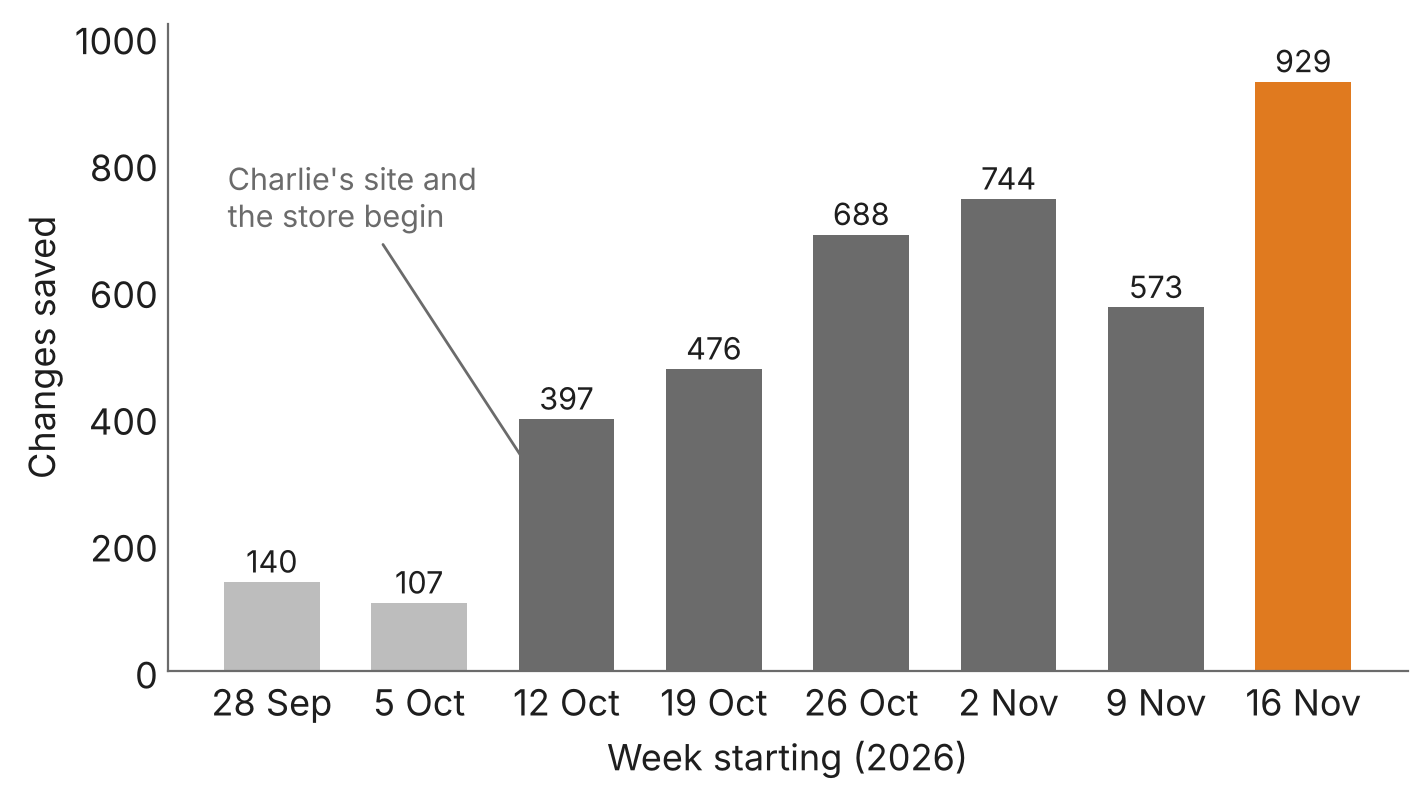 1000
800
600
400
200
0
Changes saved
Charlie's site and
the store begin
140
107
397
476
688
744
573
929
28 Sep
5 Oct
12 Oct
19 Oct
26 Oct
2 Nov
9 Nov
16 Nov
Week starting (2026)